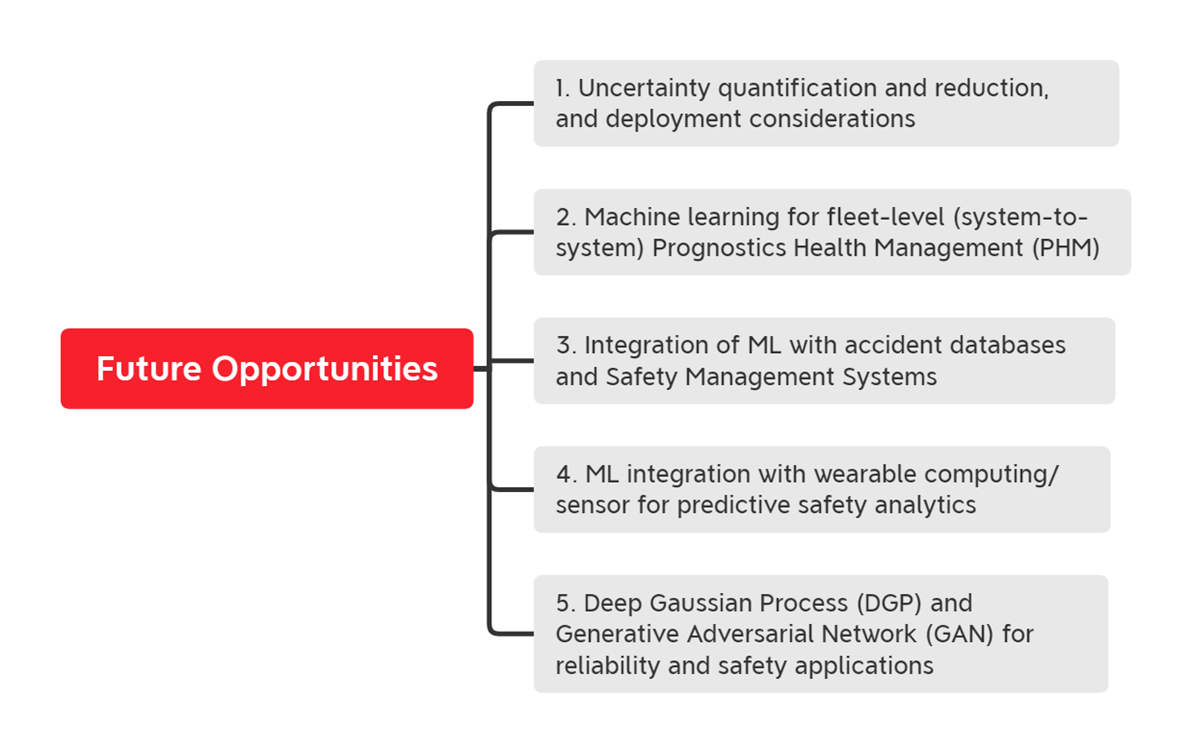 Future Opportunities
1. Uncertainty quantification and reduction,
and deployment considerations
2. Machine learning for fleet-level (system-to-
system) Prognostics Health Management (PHM)
3. Integration of ML with accident databases
and Safety Management Systems
4. ML integration with wearable computing/
sensor for predictive safety analytics
5. Deep Gaussian Process (DGP) and
Generative Adversarial Network (GAN) for
reliability and safety applications